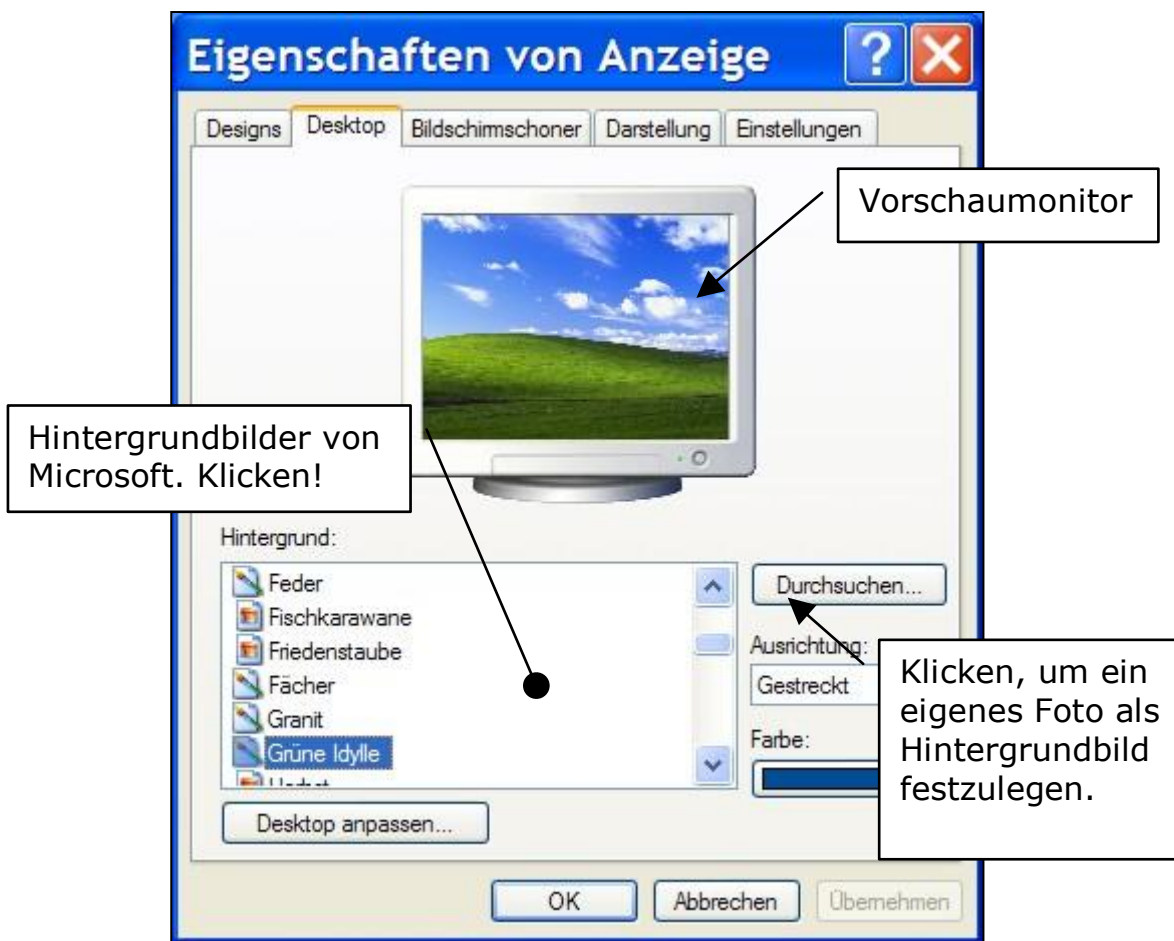 Eigenschaften von Anzeige
Designs Desktop Bildschirmschoner Darstellung Einstellungen
Vorschaumonitor
Hintergrundbilder von
Microsoft. Klicken!
Hintergrund:
Feder
Fischkarawane
Friedenstaube
Fächer
Granit
Grüne Idylle
Durchsuchen...
Ausrichtung:
Gestreckt
Farbe:
Klicken, um ein
eigenes Foto als
Hintergrundbild
festzulegen.
Desktop anpassen...
OK Abbrechen Übernehmen